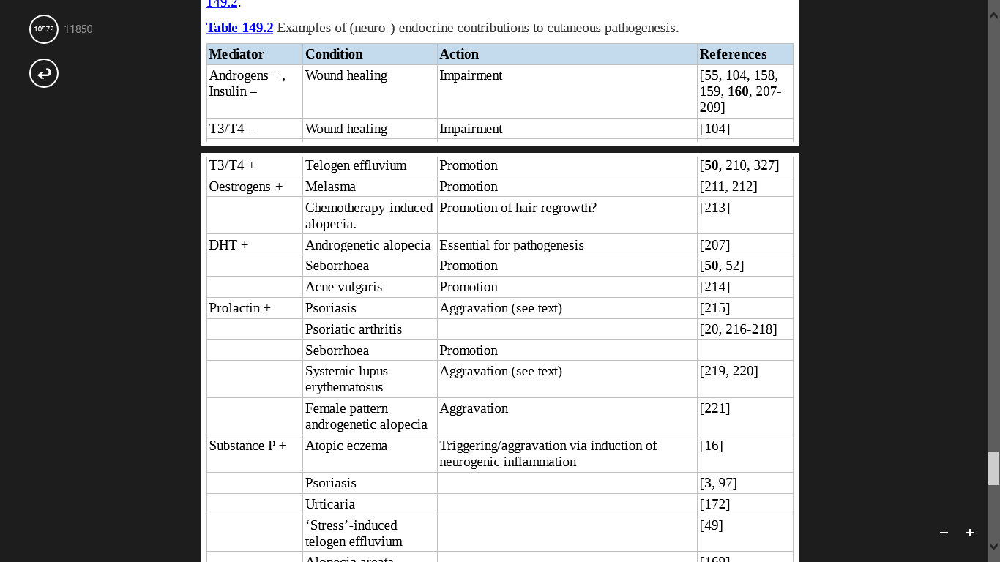 149.2.
10572 11850
Table 149.2 Examples of (neuro-) endocrine contributions to cutaneous pathogenesis.
Mediator Condition Action References
Androgens +, Wound healing Impairment [55, 104, 158,
Insulin – 159, 160, 207-
209]
T3/T4 – Wound healing Impairment [104]
T3/T4 + Telogen effluvium Promotion [50, 210, 327]
Oestrogens + Melasma Promotion [211, 212]
Chemotherapy-induced Promotion of hair regrowth? [213]
alopecia.
DHT + Androgenetic alopecia Essential for pathogenesis [207]
Seborrhoea Promotion [50, 52]
Acne vulgaris Promotion [214]
Prolactin + Psoriasis Aggravation (see text) [215]
Psoriatic arthritis [20, 216-218]
Seborrhoea Promotion
Systemic lupus Aggravation (see text) [219, 220]
erythematosus
Female pattern Aggravation [221]
androgenetic alopecia
Substance P + Atopic eczema Triggering/aggravation via induction of [16]
neurogenic inflammation
Psoriasis [3, 97]
Urticaria [172]
‘Stress’-induced [49]
telogen effluvium
Alopecia areata [169]